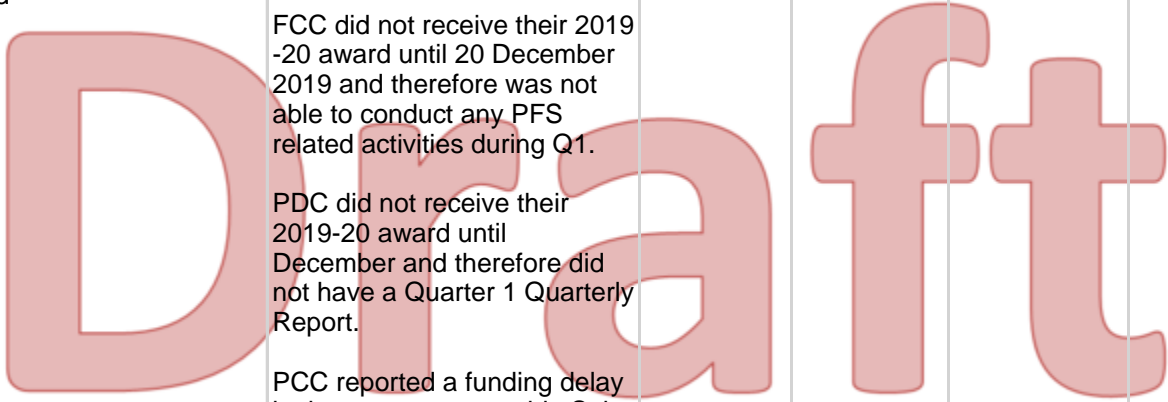 FCC did not receive their 2019
-20 award until 20 December
2019 and therefore was not
able to conduct any PFS
related activities during Q1.
PDC did not receive their
2019-20 award until
December and therefore did
not have a Quarter 1 Quarterly
Report.
PCC reported a funding delay
Draft